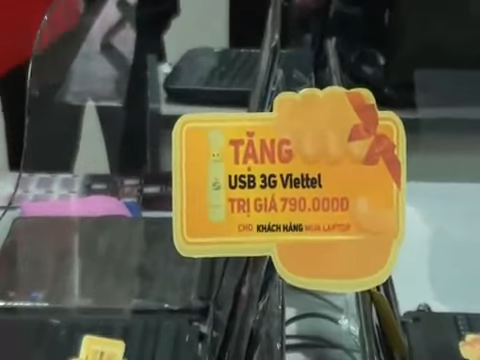 TẶNG
USB 3G Viettel
TRỊ GIÁ 790.000Đ
CHO KHÁCH HÀNG MUA LAPTOP